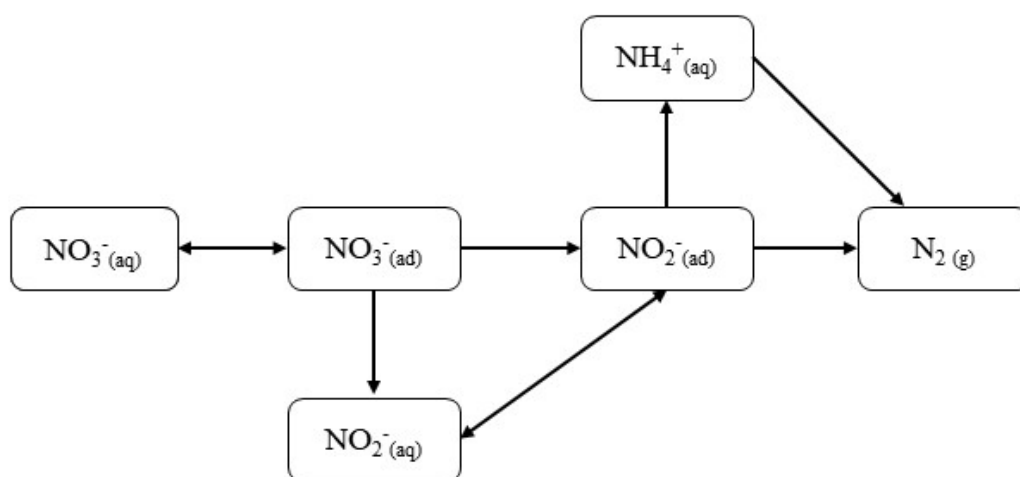 NH₄⁺(aq)
NO₃⁻(aq)
NO₃⁻(ad)
NO₂⁻(ad)
N₂ (g)
NO₂⁻(aq)